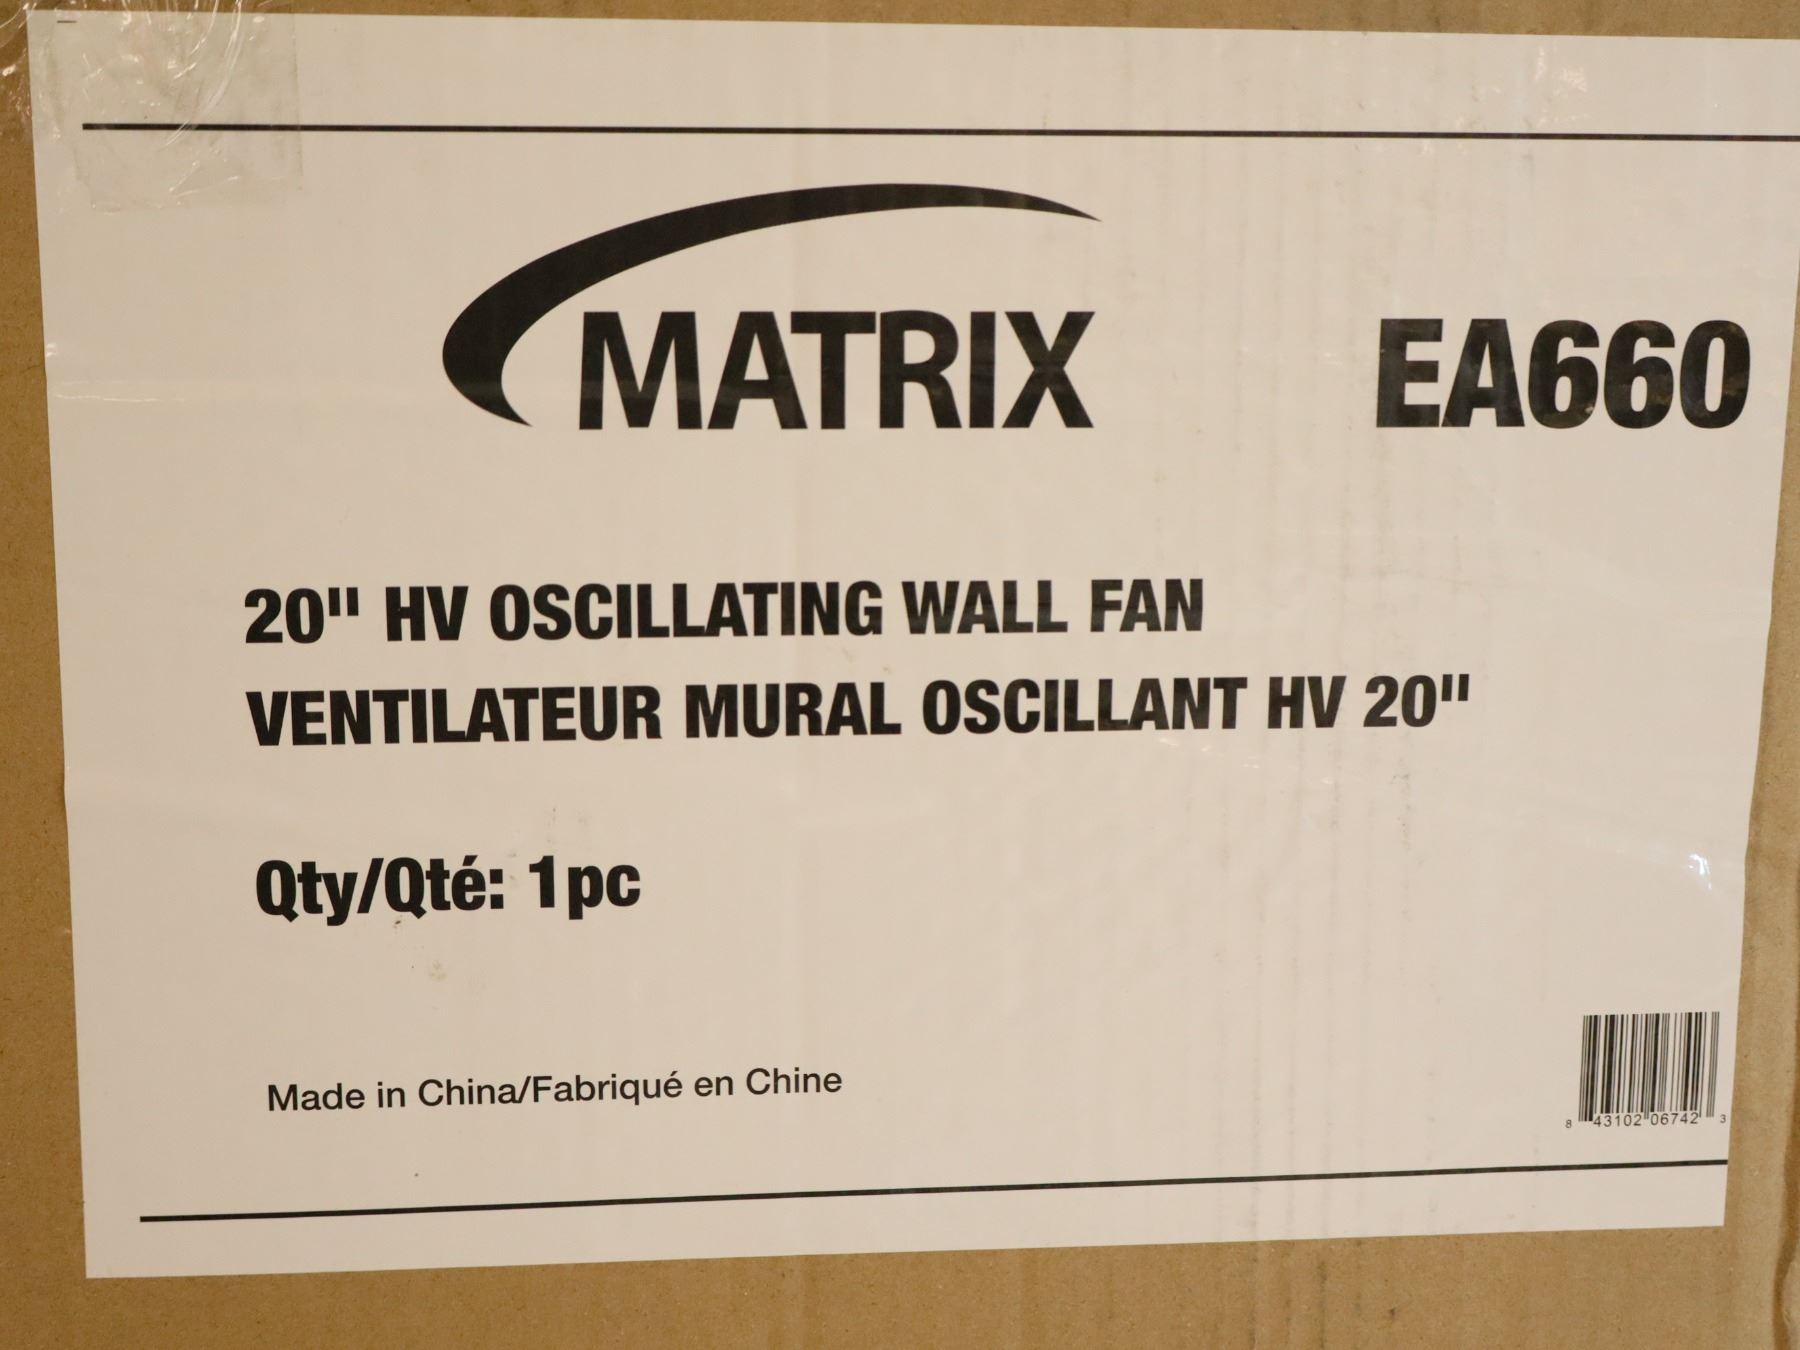 MATRIX EA660
20" HV OSCILLATING WALL FAN
VENTILATEUR MURAL OSCILLANT HV 20"
Qty/Qté: 1pc
Made in China/Fabriqué en Chine
8 43102 06742 3